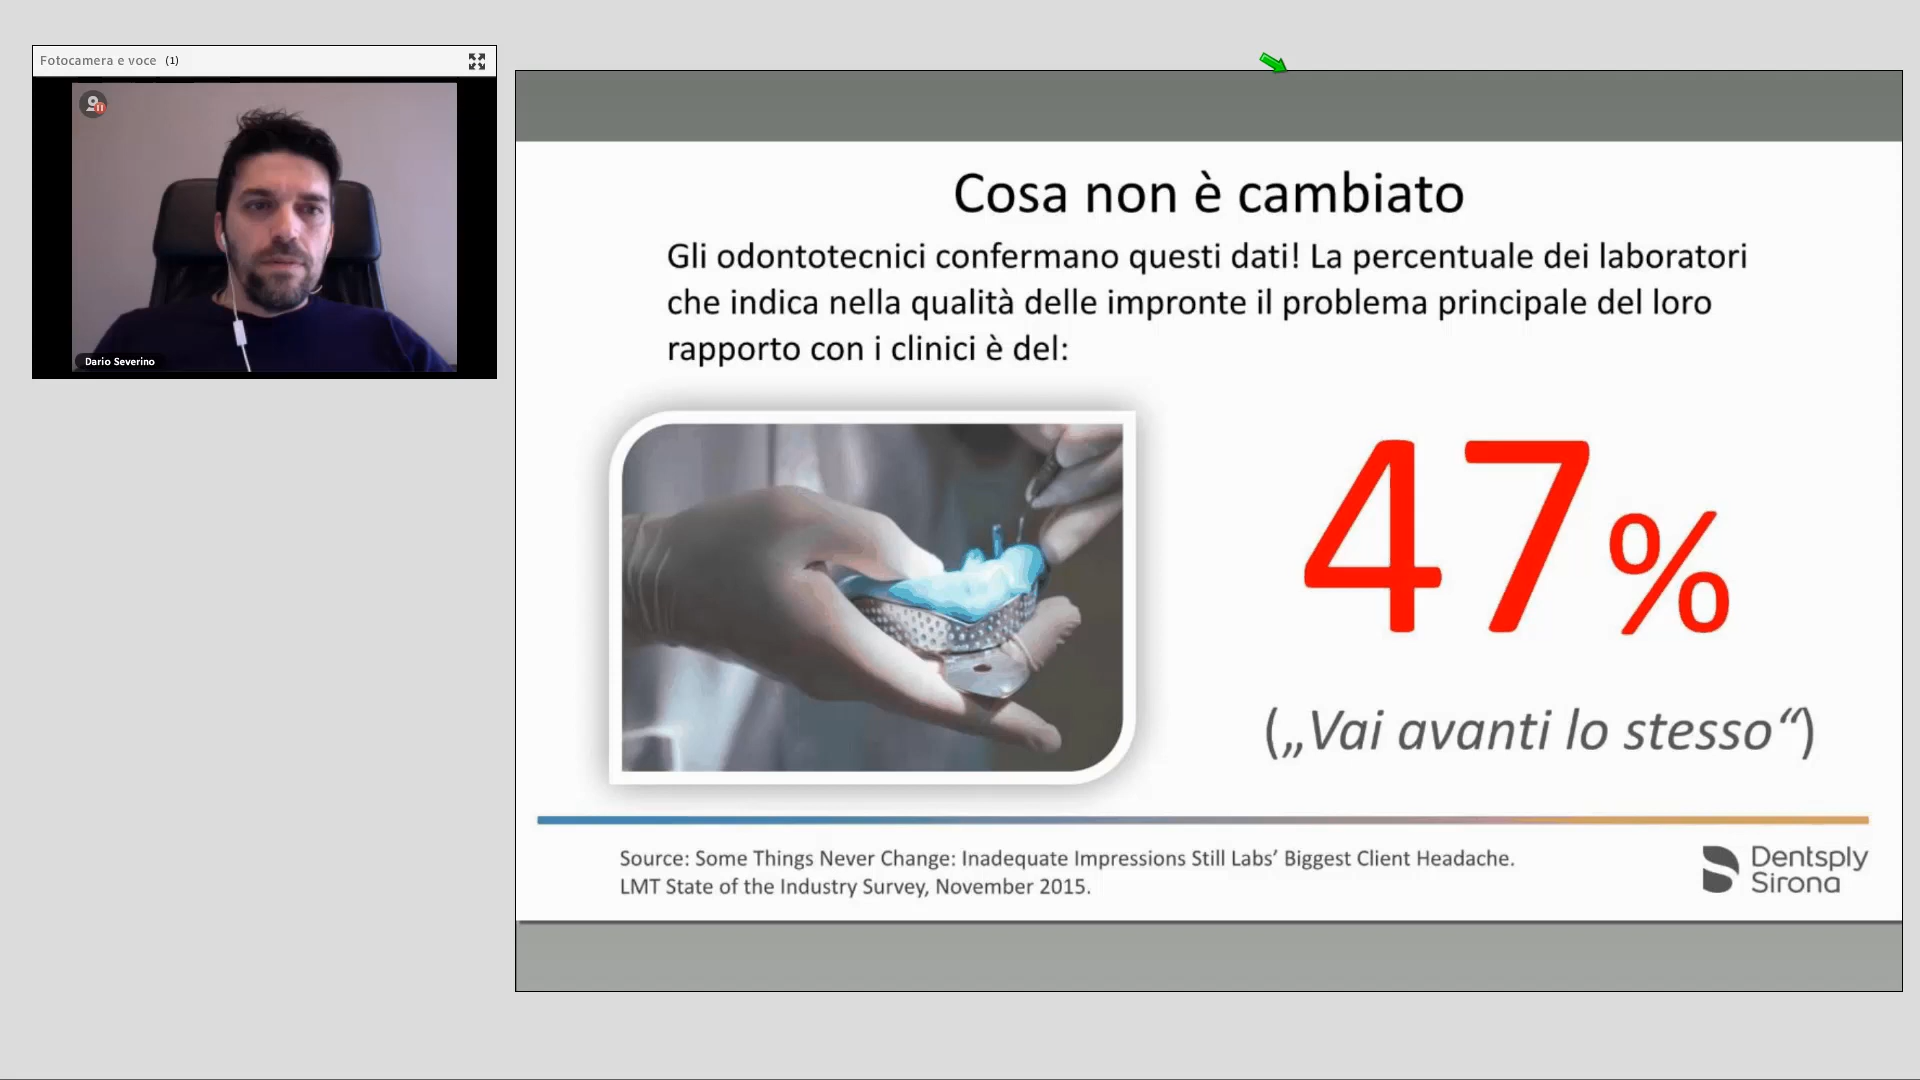 Fotocamera e voce (1)
Dario Severino
Cosa non è cambiato
Gli odontotecnici confermano questi dati! La percentuale dei laboratori
che indica nella qualità delle impronte il problema principale del loro
rapporto con i clinici è del:
47%
(„Vai avanti lo stesso“)
Source: Some Things Never Change: Inadequate Impressions Still Labs’ Biggest Client Headache.
LMT State of the Industry Survey, November 2015.
Dentsply
Sirona